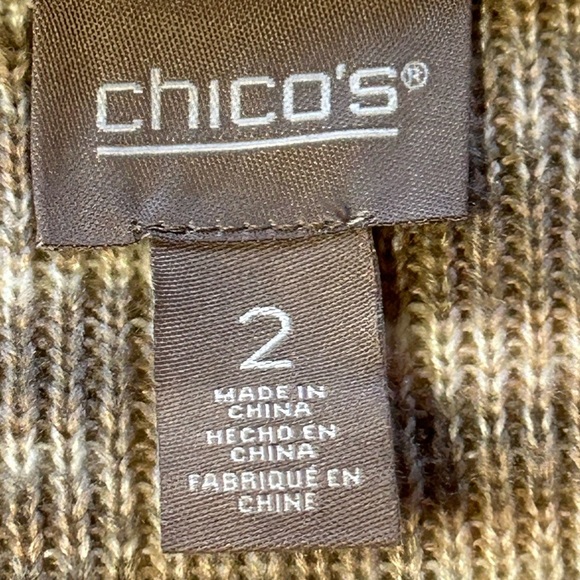 chico's®
2
MADE IN
CHINA
HECHO EN
CHINA
FABRIQUÉ EN
CHINE